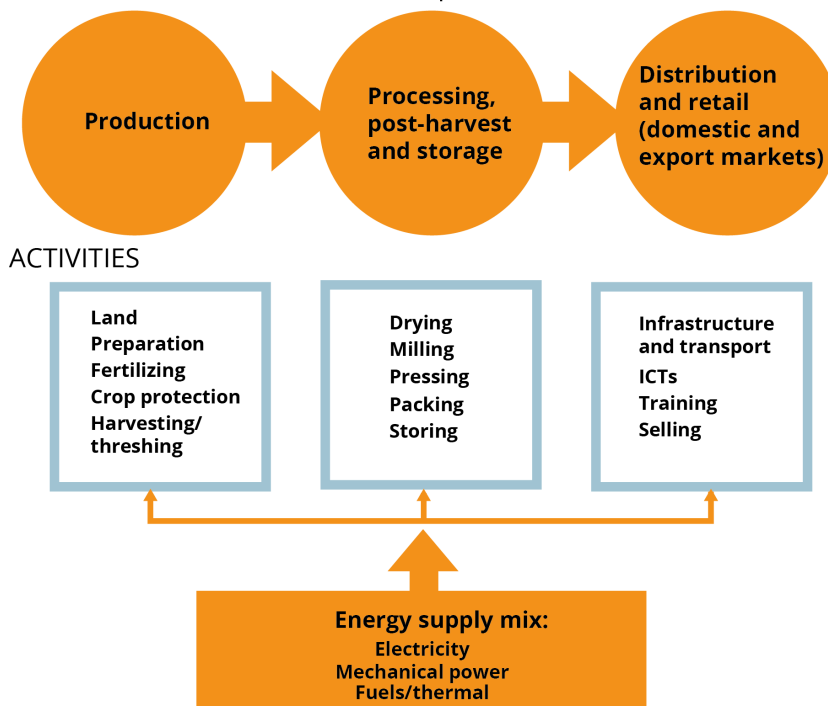 Production
Processing,
post-harvest
and storage
Distribution
and retail
(domestic and
export markets)
ACTIVITIES
Land
Preparation
Fertilizing
Crop protection
Harvesting/
threshing
Drying
Milling
Pressing
Packing
Storing
Infrastructure
and transport
ICTs
Training
Selling
Energy supply mix:
Electricity
Mechanical power
Fuels/thermal